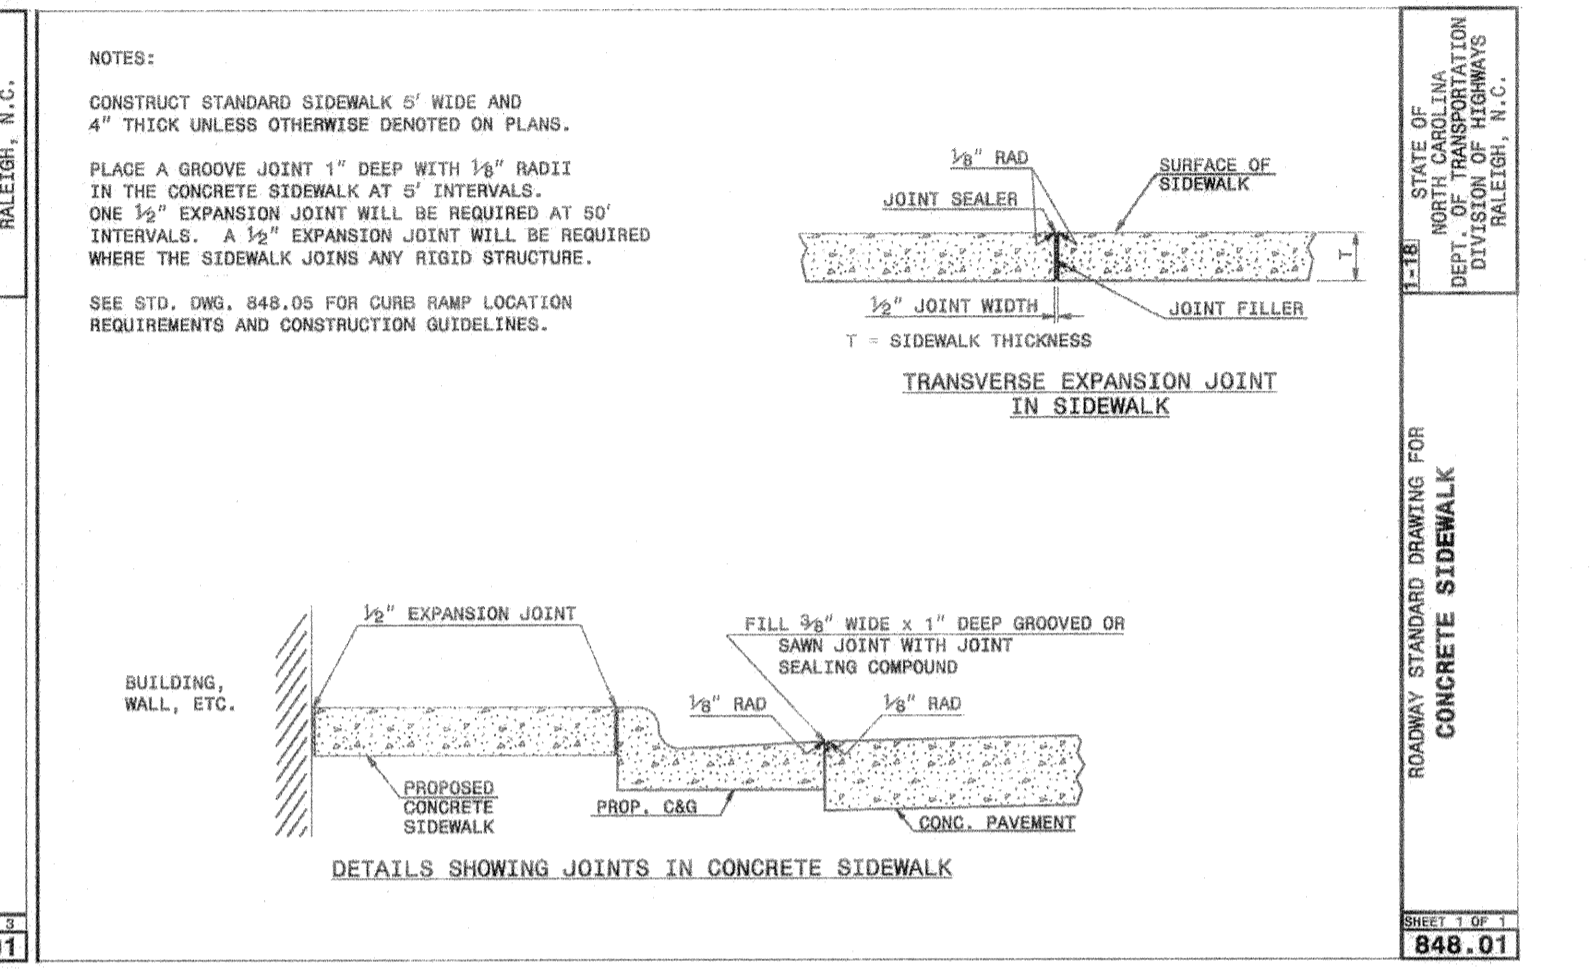 RALEIGH, N.C.
3
01
NOTES:
CONSTRUCT STANDARD SIDEWALK 5' WIDE AND
4" THICK UNLESS OTHERWISE DENOTED ON PLANS.
PLACE A GROOVE JOINT 1" DEEP WITH 1/8" RADII
IN THE CONCRETE SIDEWALK AT 5' INTERVALS.
ONE 1/2" EXPANSION JOINT WILL BE REQUIRED AT 50'
INTERVALS. A 1/2" EXPANSION JOINT WILL BE REQUIRED
WHERE THE SIDEWALK JOINS ANY RIGID STRUCTURE.
SEE STD. DWG. 848.05 FOR CURB RAMP LOCATION
REQUIREMENTS AND CONSTRUCTION GUIDELINES.
1/8" RAD
JOINT SEALER
SURFACE OF
SIDEWALK
T
1/2" JOINT WIDTH
JOINT FILLER
T = SIDEWALK THICKNESS
TRANSVERSE EXPANSION JOINT
IN SIDEWALK
1/2" EXPANSION JOINT
BUILDING,
WALL, ETC.
FILL 3/8" WIDE x 1" DEEP GROOVED OR
SAWN JOINT WITH JOINT
SEALING COMPOUND
1/8" RAD
1/8" RAD
PROPOSED
CONCRETE
SIDEWALK
PROP. C&G
CONC. PAVEMENT
DETAILS SHOWING JOINTS IN CONCRETE SIDEWALK
1-18
STATE OF
NORTH CAROLINA
DEPT. OF TRANSPORTATION
DIVISION OF HIGHWAYS
RALEIGH, N.C.
ROADWAY STANDARD DRAWING FOR
CONCRETE SIDEWALK
SHEET 1 OF 1
848.01